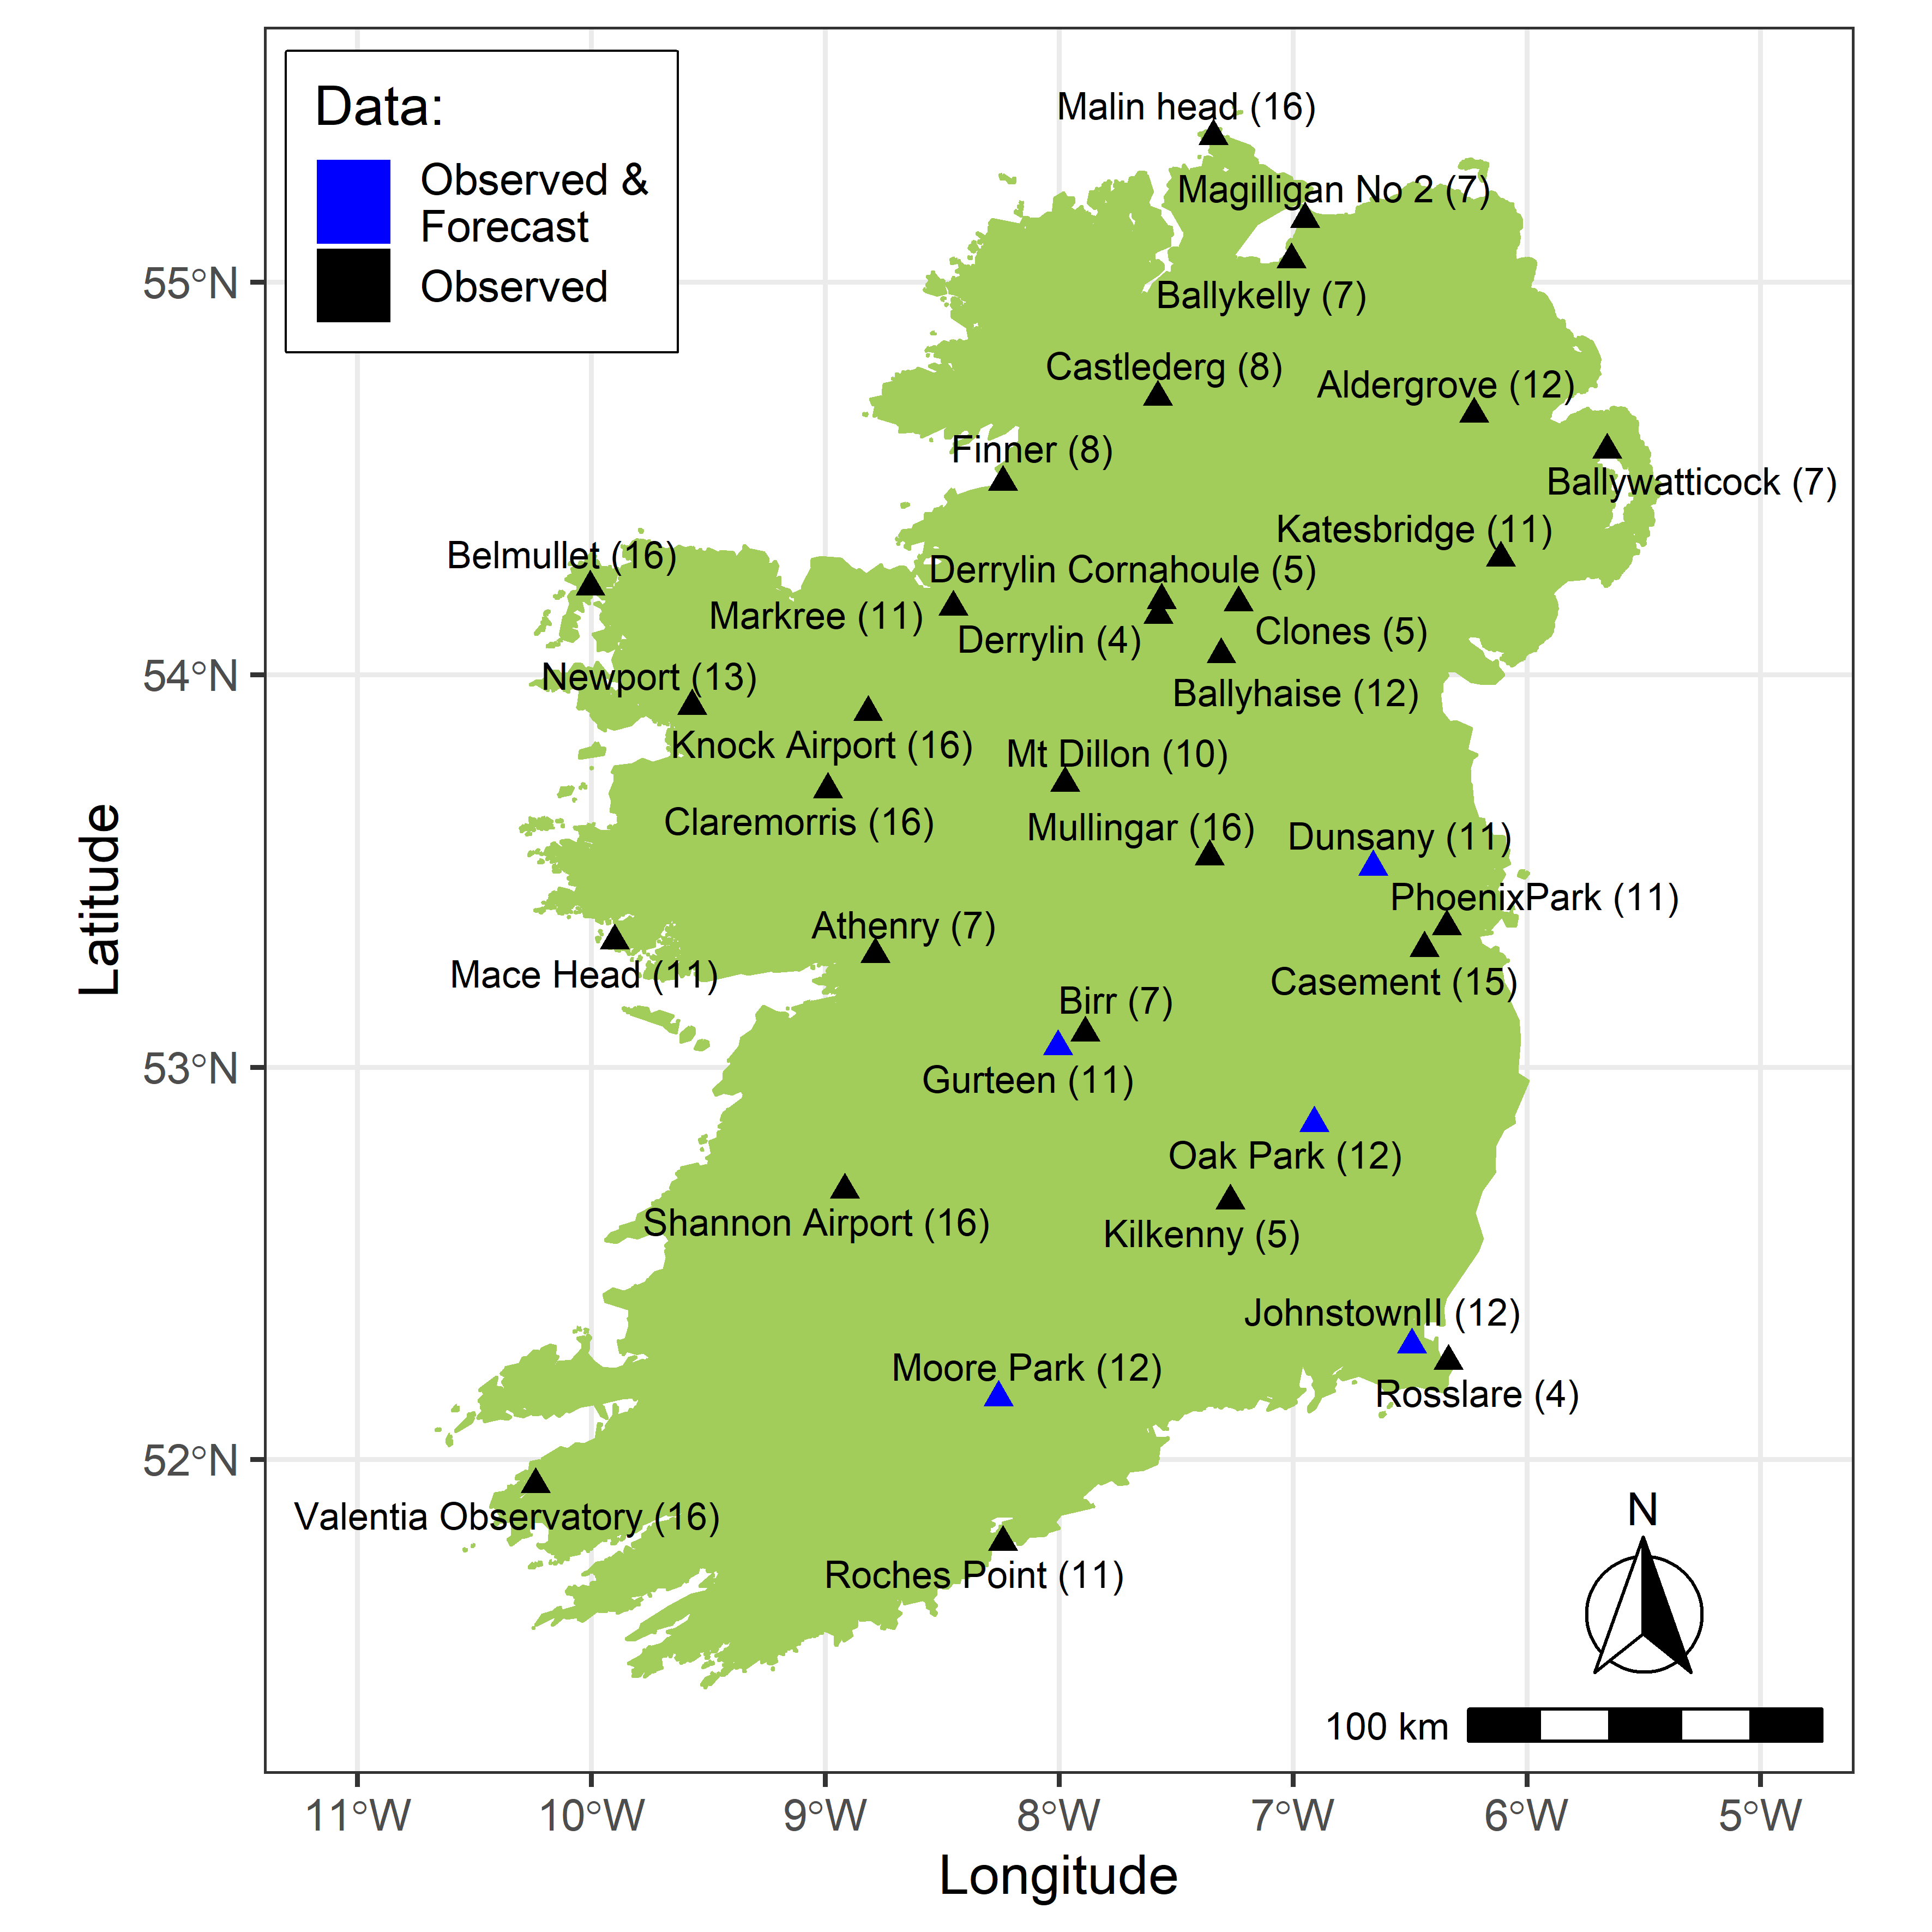 Data:
Observed &
Forecast
Observed
Malin head (16)
Magilligan No 2 (7)
Ballykelly (7)
Castlederg (8)
Aldergrove (12)
Finner (8)
Ballywatticock (7)
Katesbridge (11)
Belmullet (16)
Derrylin Cornahoule (5)
Markree (11)
Derrylin (4)
Clones (5)
Newport (13)
Ballyhaise (12)
Knock Airport (16)
Mt Dillon (10)
Claremorris (16)
Mullingar (16)
Dunsany (11)
PhoenixPark (11)
Athenry (7)
Mace Head (11)
Casement (15)
Birr (7)
Gurteen (11)
Oak Park (12)
Shannon Airport (16)
Kilkenny (5)
JohnstownII (12)
Moore Park (12)
Rosslare (4)
Valentia Observatory (16)
Roches Point (11)
N
100 km
55°N
54°N
53°N
52°N
Latitude
11°W
10°W
9°W
8°W
7°W
6°W
5°W
Longitude